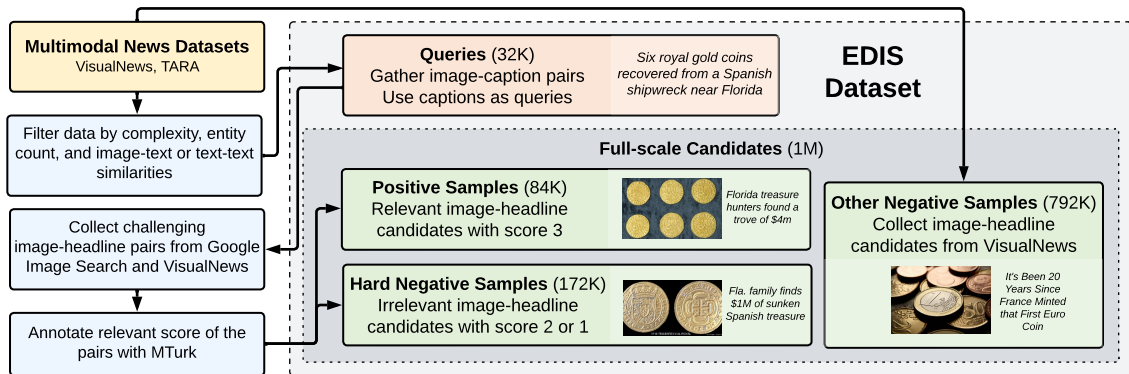 Multimodal News Datasets
VisualNews, TARA
Filter data by complexity, entity
count, and image-text or text-text
similarities
Collect challenging
image-headline pairs from Google
Image Search and VisualNews
Annotate relevant score of the
pairs with MTurk
Queries (32K)
Gather image-caption pairs
Use captions as queries
Six royal gold coins
recovered from a Spanish
shipwreck near Florida
EDIS
Dataset
Full-scale Candidates (1M)
Positive Samples (84K)
Relevant image-headline
candidates with score 3
Florida treasure
hunters found a
trove of $4m
Hard Negative Samples (172K)
Irrelevant image-headline
candidates with score 2 or 1
Fla. family finds
$1M of sunken
Spanish treasure
Other Negative Samples (792K)
Collect image-headline
candidates from VisualNews
It's Been 20
Years Since
France Minted
that First Euro
Coin